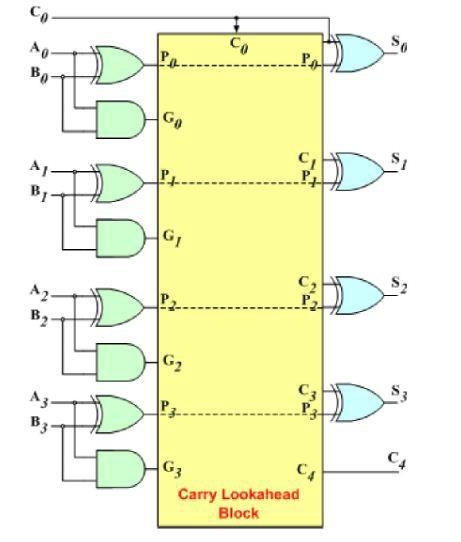 C0
C0
A0
B0
P0
P0
S0
G0
A1
B1
P1
C1
P1
S1
G1
A2
B2
P2
C2
P2
S2
G2
A3
B3
P3
C3
P3
S3
G3
C4
C4
Carry Lookahead
Block